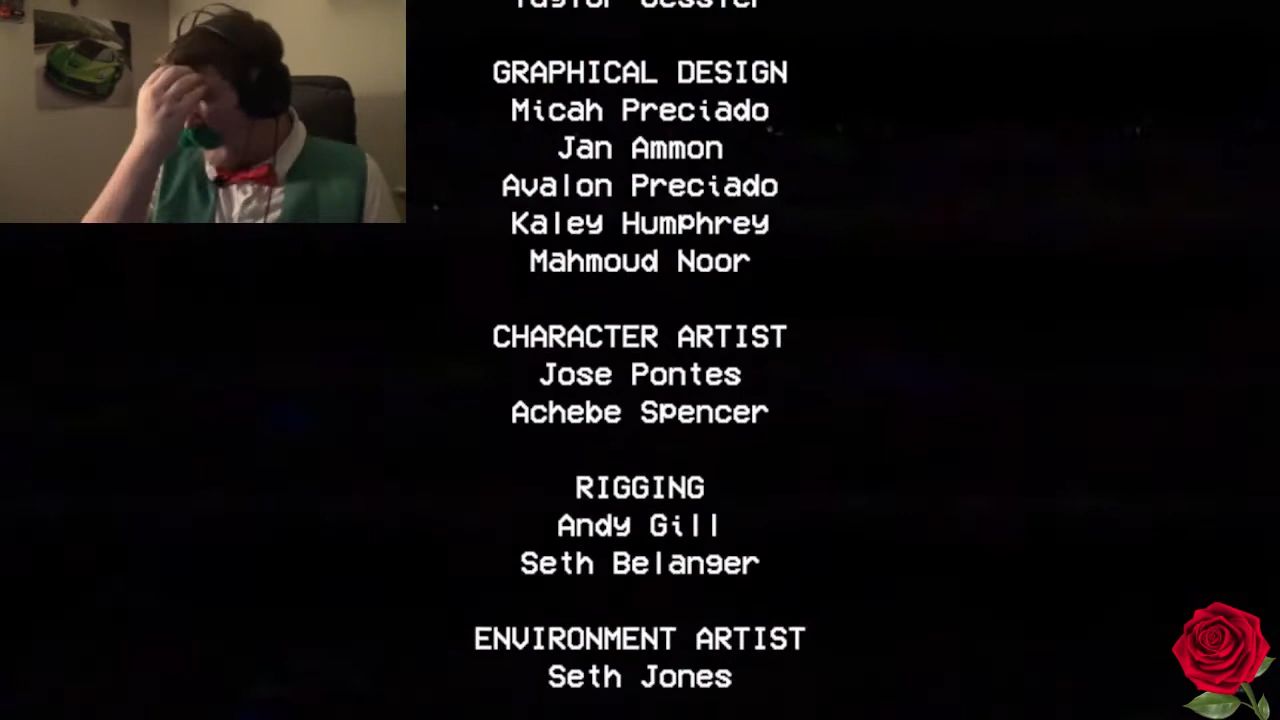 GRAPHICAL DESIGN
Micah Preciado
Jan Ammon
Avalon Preciado
Kaley Humphrey
Mahmoud Noor
CHARACTER ARTIST
Jose Pontes
Achebe Spencer
RIGGING
Andy Gill
Seth Belanger
ENVIRONMENT ARTIST
Seth Jones